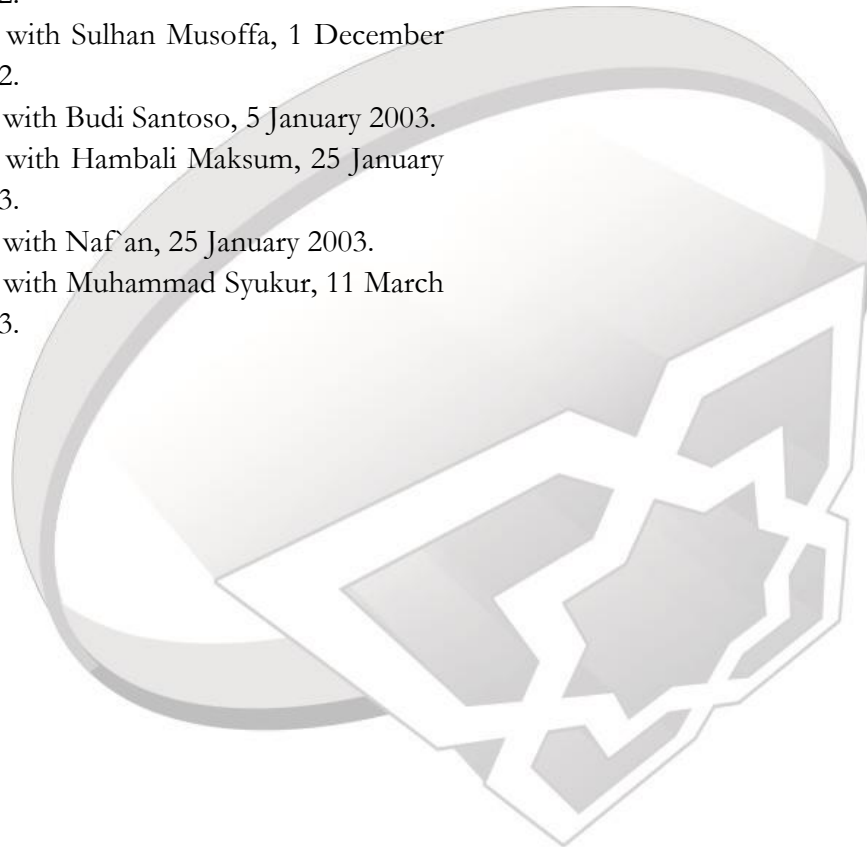 2.
with Sulhan Musoffa, 1 December
2.
with Budi Santoso, 5 January 2003.
with Hambali Maksum, 25 January
3.
with Naf`an, 25 January 2003.
with Muhammad Syukur, 11 March
3.